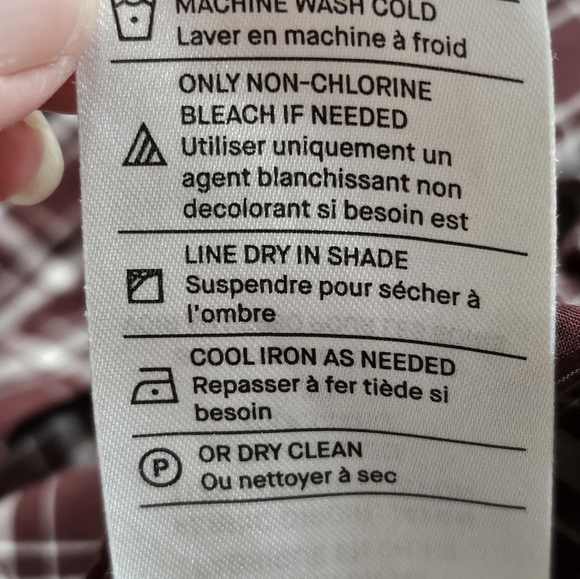 MACHINE WASH COLD
Laver en machine à froid
ONLY NON-CHLORINE
BLEACH IF NEEDED
Utiliser uniquement un
agent blanchissant non
decolorant si besoin est
LINE DRY IN SHADE
Suspendre pour sécher à
l'ombre
COOL IRON AS NEEDED
Repasser à fer tiède si
besoin
P
OR DRY CLEAN
Ou nettoyer à sec